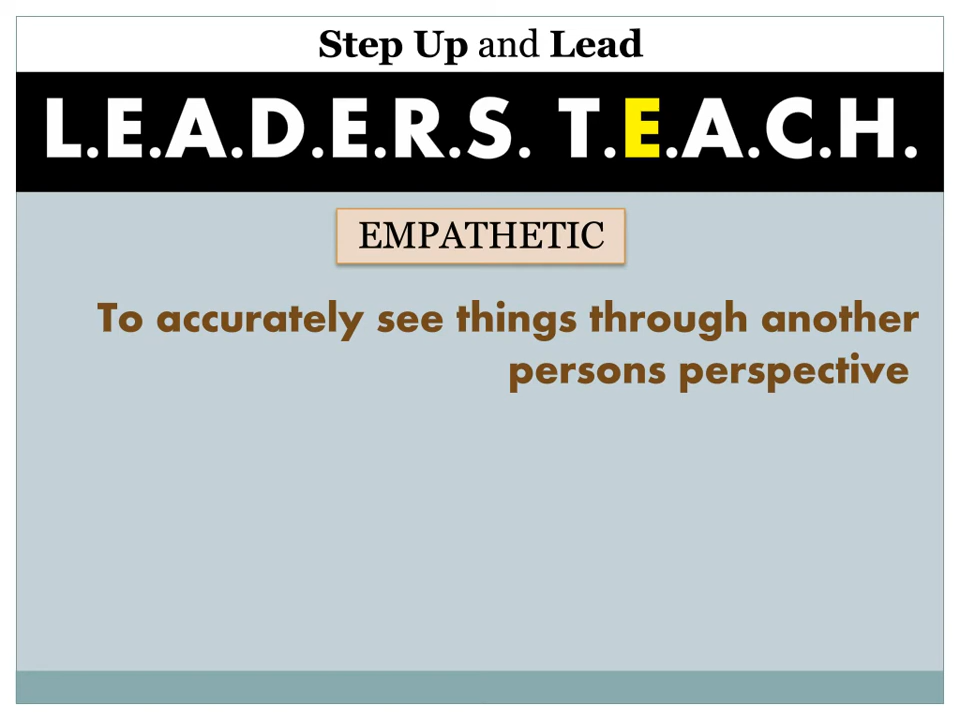 Step Up and Lead
L.E.A.D.E.R.S. T.E.A.C.H.
EMPATHETIC
To accurately see things through another
persons perspective